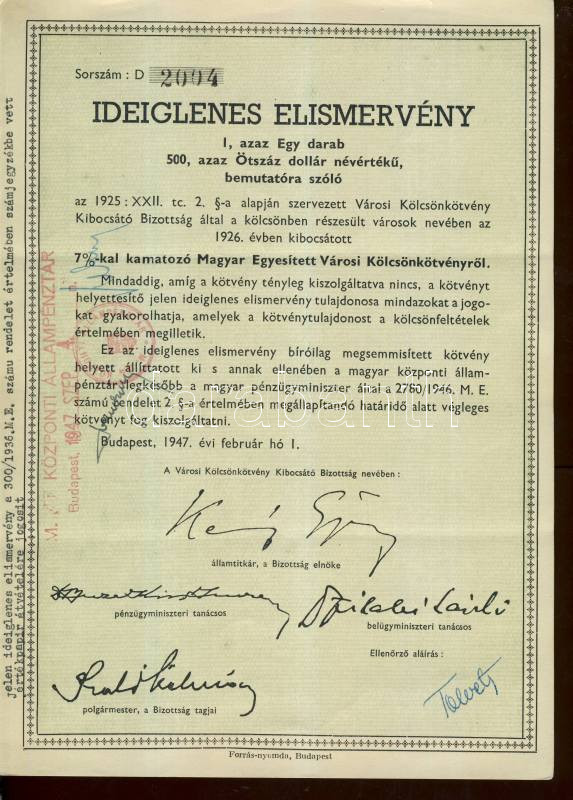 Sorszám : D 2004
IDEIGLENES ELISMERVÉNY
I, azaz Egy darab
500, azaz Ötszáz dollár névértékű,
bemutatóra szóló
az 1925 : XXII. tc. 2. §-a alapján szervezett Városi Kölcsönkötvény
Kibocsátó Bizottság által a kölcsönben részesült városok nevében az
1926. évben kibocsátott
7%-kal kamatozó Magyar Egyesített Városi Kölcsönkötvényről.
Mindaddig, amíg a kötvény tényleg kiszolgáltatva nincs, a kötvényt
helyettesítő jelen ideiglenes elismervény tulajdonosa mindazokat a jogo-
kat gyakorolhatja, amelyek a kötvénytulajdonost a kölcsönfeltételek
értelmében megilletik.
Ez az ideiglenes elismervény bíróilag megsemmisített kötvény
helyett állíttatott ki s annak ellenében a magyar központi állam-
pénztár legkésőbb a magyar pénzügyminiszter által a 2780/1946. M. E.
számú rendelet 2. §-a értelmében megállapítandó határidő alatt végleges
kötvényt fog kiszolgáltatni.
Budapest, 1947. évi február hó 1.
A Városi Kölcsönkötvény Kibocsátó Bizottság nevében :
államtitkár, a Bizottság elnöke
pénzügyminiszteri tanácsos
belügyminiszteri tanácsos
Ellenőrző aláírás :
polgármester, a Bizottság tagjai
Forrás-nyomda, Budapest
jelen ideiglenes elismervény a 300/1936.M.E. számu rendelet értelmében számjegyzékbe vett
értékpapir átvételére jogosit
M. KÖZPONTI ÁLLAMPÉNZTÁR
Budapest, 1947 SZEP
darabanth